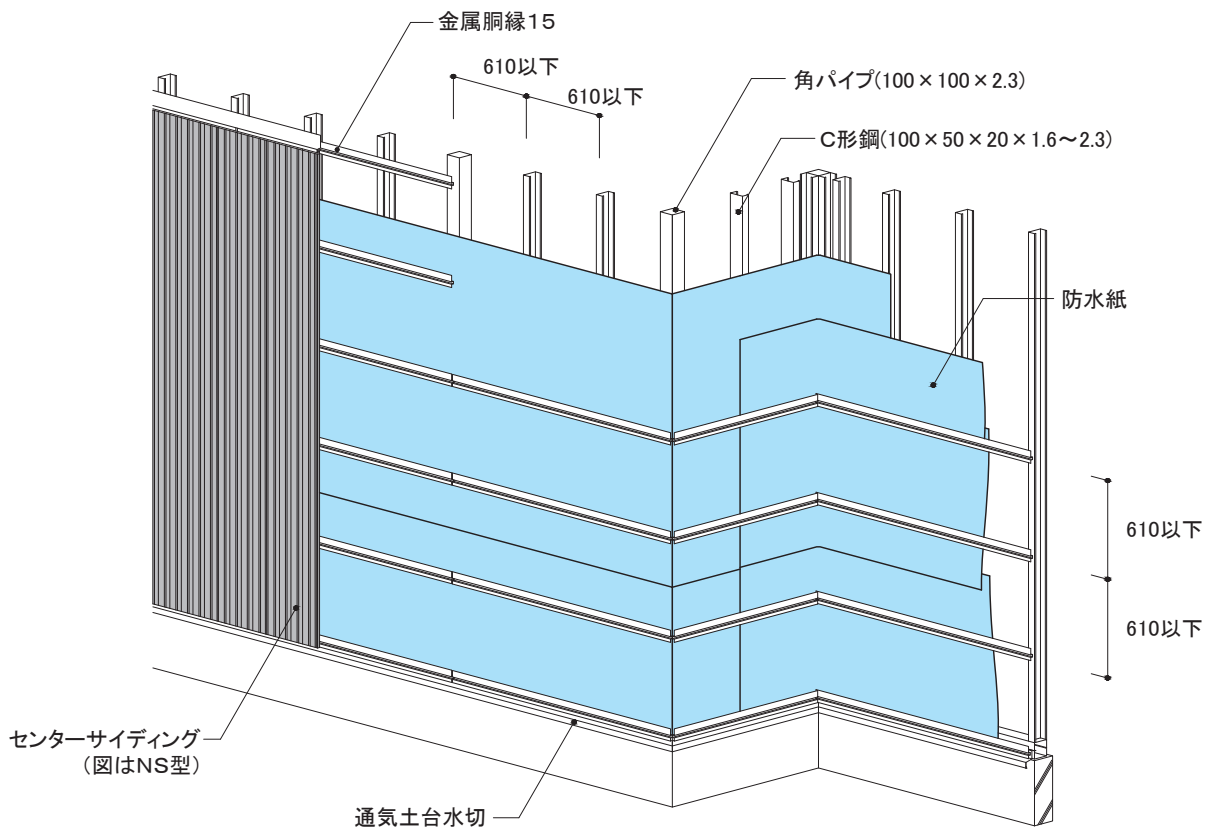 金属胴縁15
610以下
610以下
角パイプ(100×100×2.3)
C形鋼(100×50×20×1.6～2.3)
防水紙
610以下
610以下
センターサイディング
(図はNS型)
通気土台水切